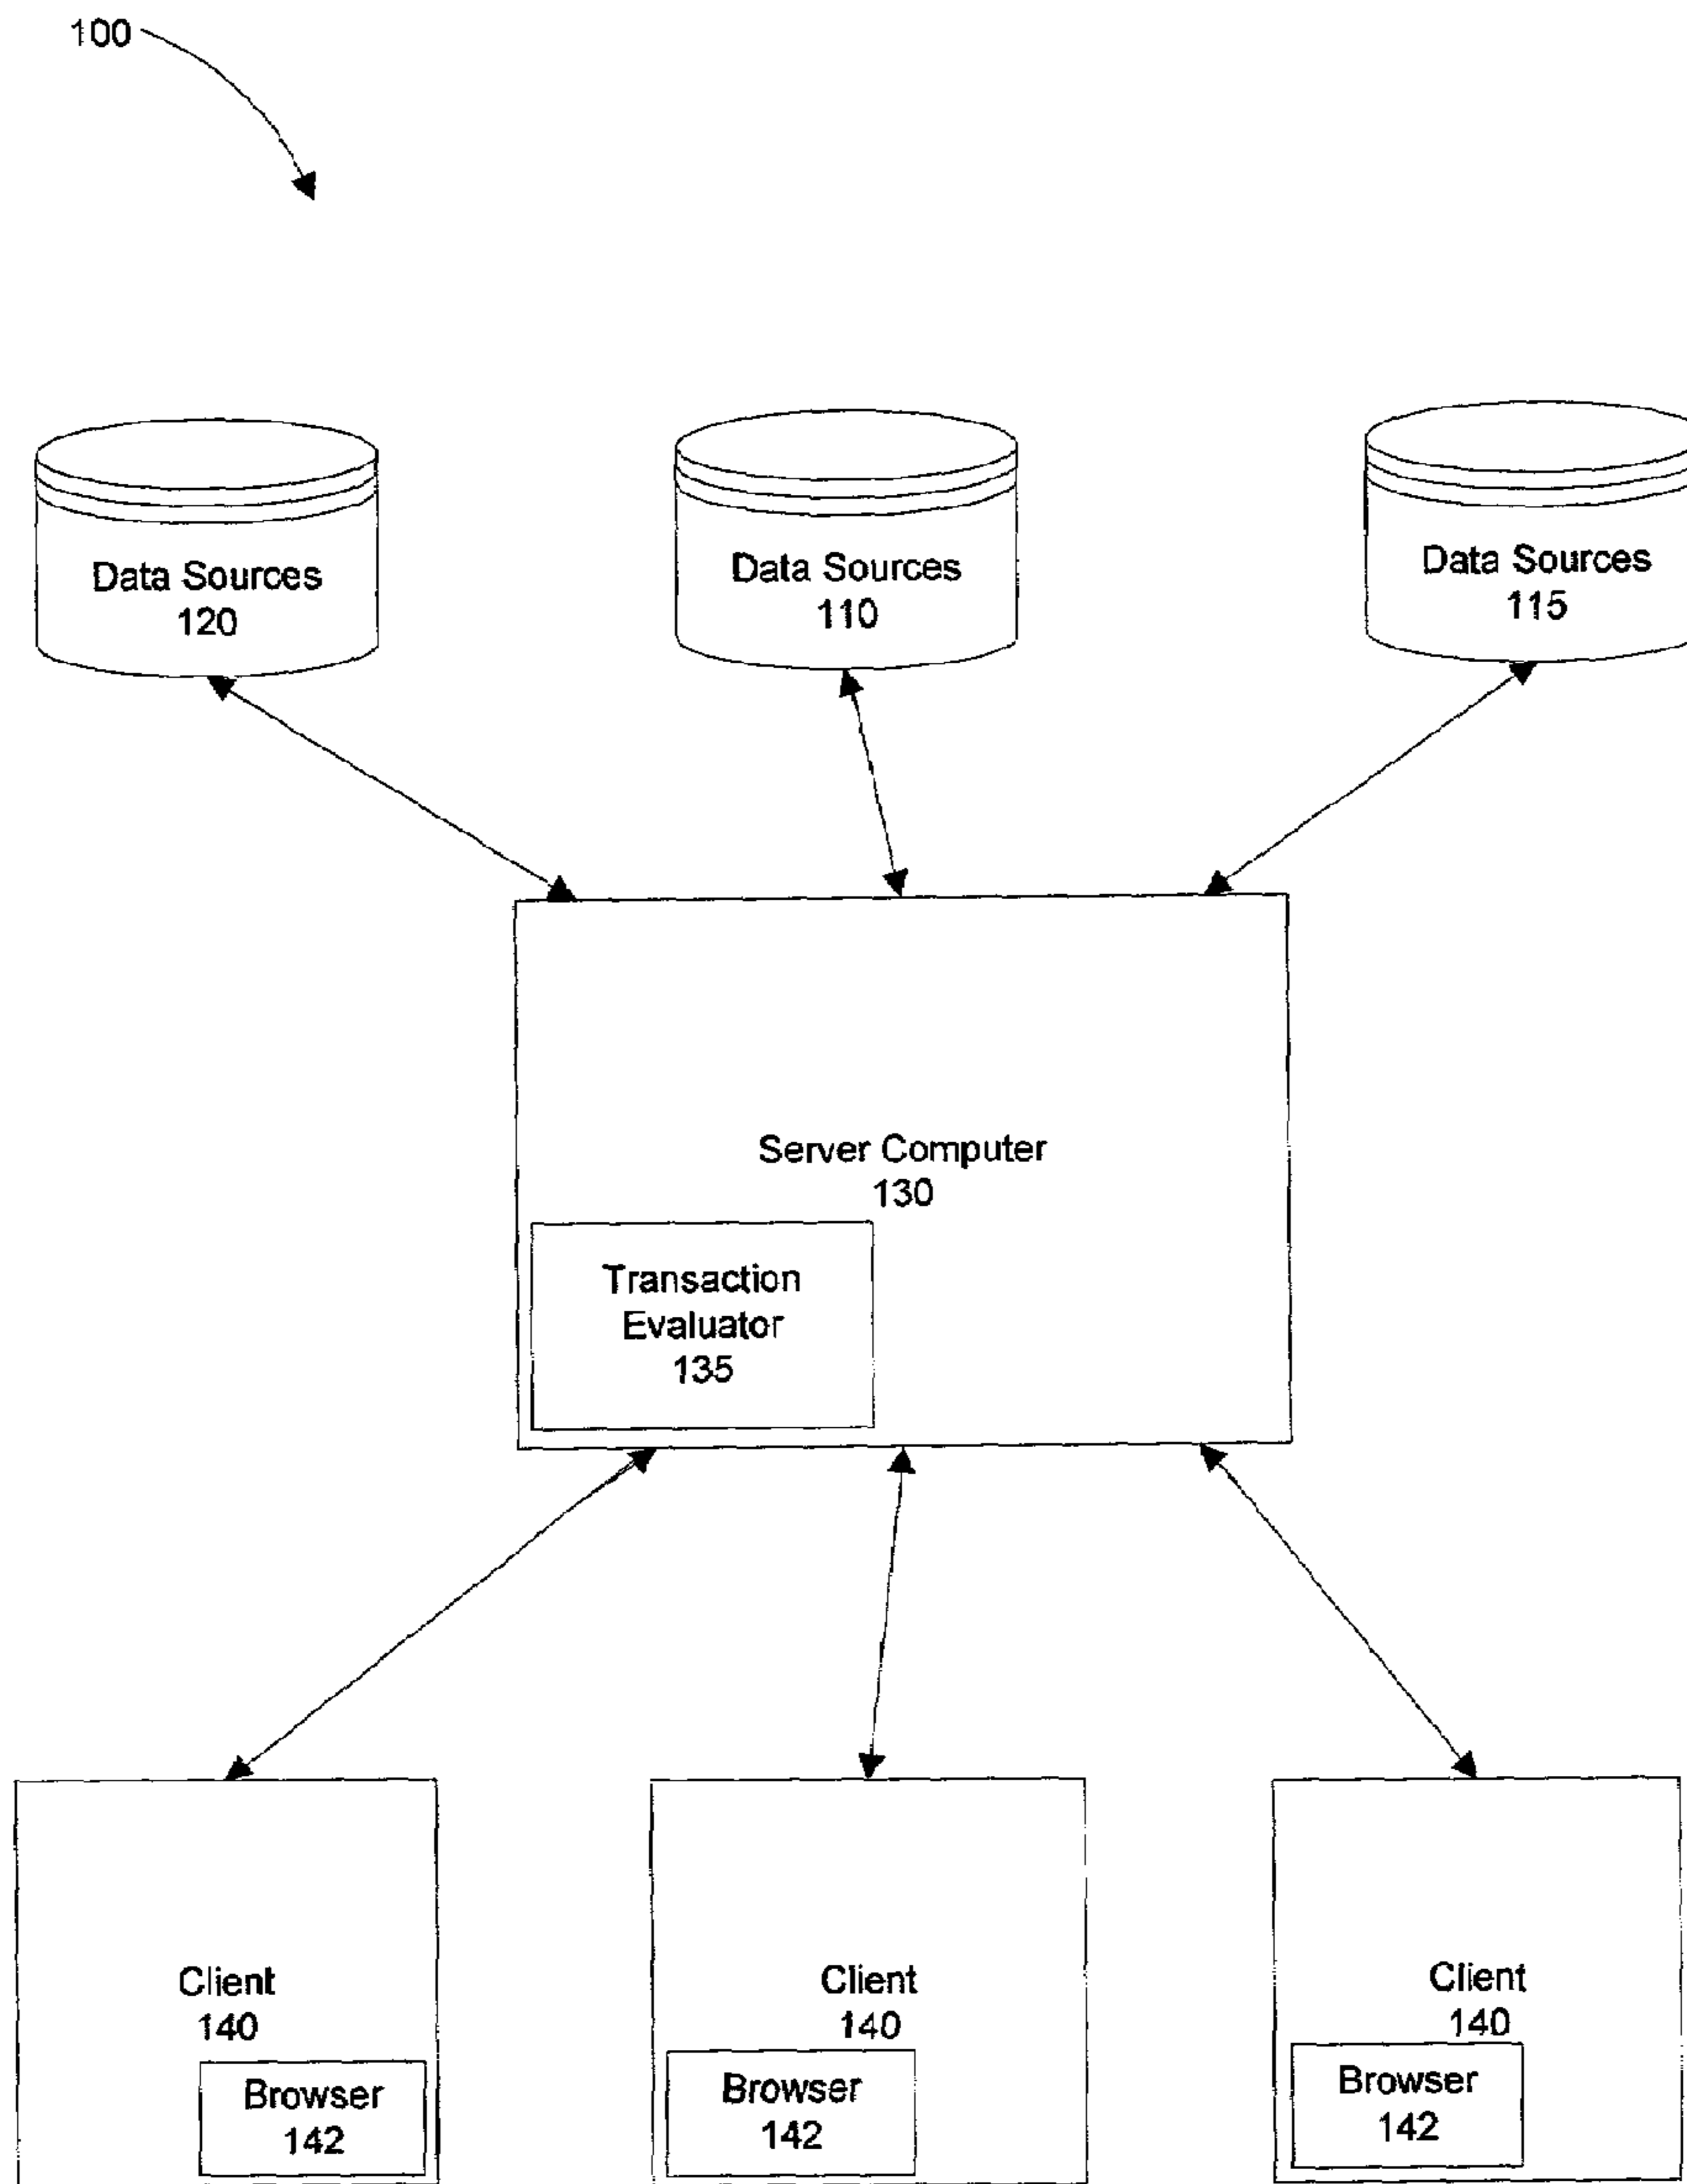 100
Data Sources
120
Data Sources
110
Data Sources
115
Server Computer
130
Transaction
Evaluator
135
Client
140
Browser
142
Client
140
Browser
142
Client
140
Browser
142